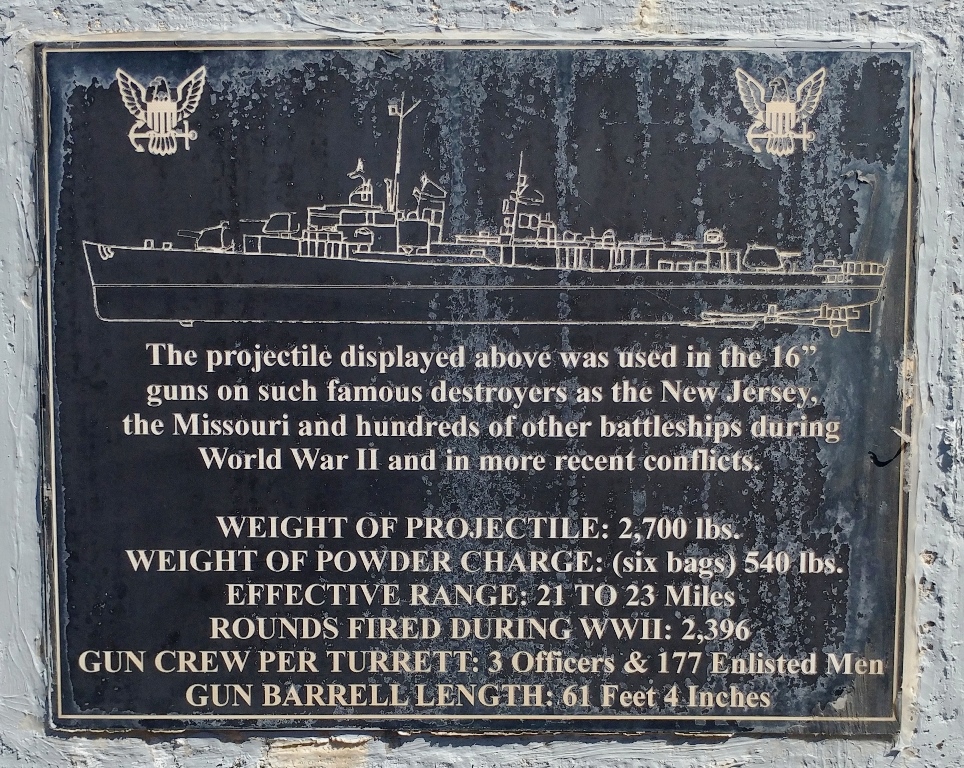 The projectile displayed above was used in the 16”
guns on such famous destroyers as the New Jersey,
the Missouri and hundreds of other battleships during
World War II and in more recent conflicts.
WEIGHT OF PROJECTILE: 2,700 lbs.
WEIGHT OF POWDER CHARGE: (six bags) 540 lbs.
EFFECTIVE RANGE: 21 TO 23 Miles
ROUNDS FIRED DURING WWII: 2,396
GUN CREW PER TURRETT: 3 Officers & 177 Enlisted Men
GUN BARRELL LENGTH: 61 Feet 4 Inches